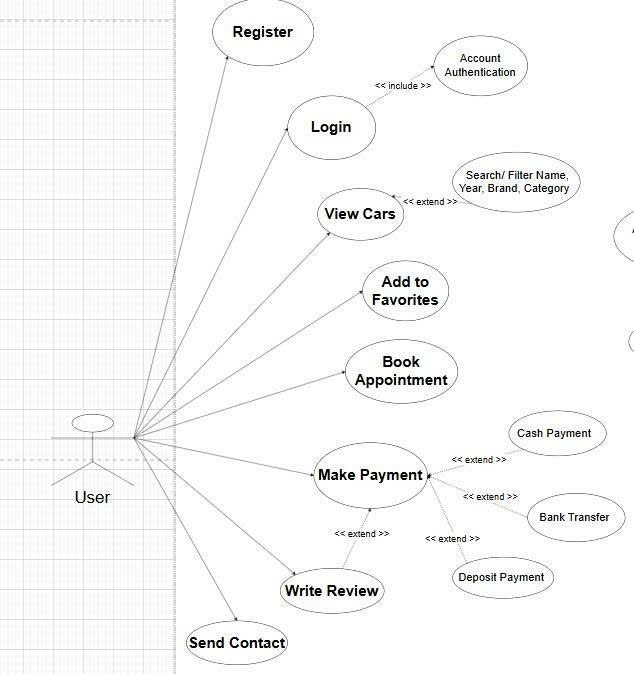 Register
Account
Authentication
<< include >>
Login
Search/ Filter Name,
Year, Brand, Category
<< extend >>
View Cars
Add to
Favorites
Book
Appointment
Cash Payment
<< extend >>
Make Payment
<< extend >>
User
Bank Transfer
<< extend >>
<< extend >>
Deposit Payment
Write Review
Send Contact